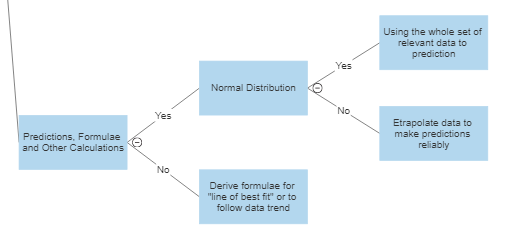 Using the whole set of
relevant data to
prediction
Yes
Normal Distribution
Yes
No
Etrapolate data to
make predictions
reliably
Predictions, Formulae
and Other Calculations
No
Derive formulae for
"line of best fit" or to
follow data trend